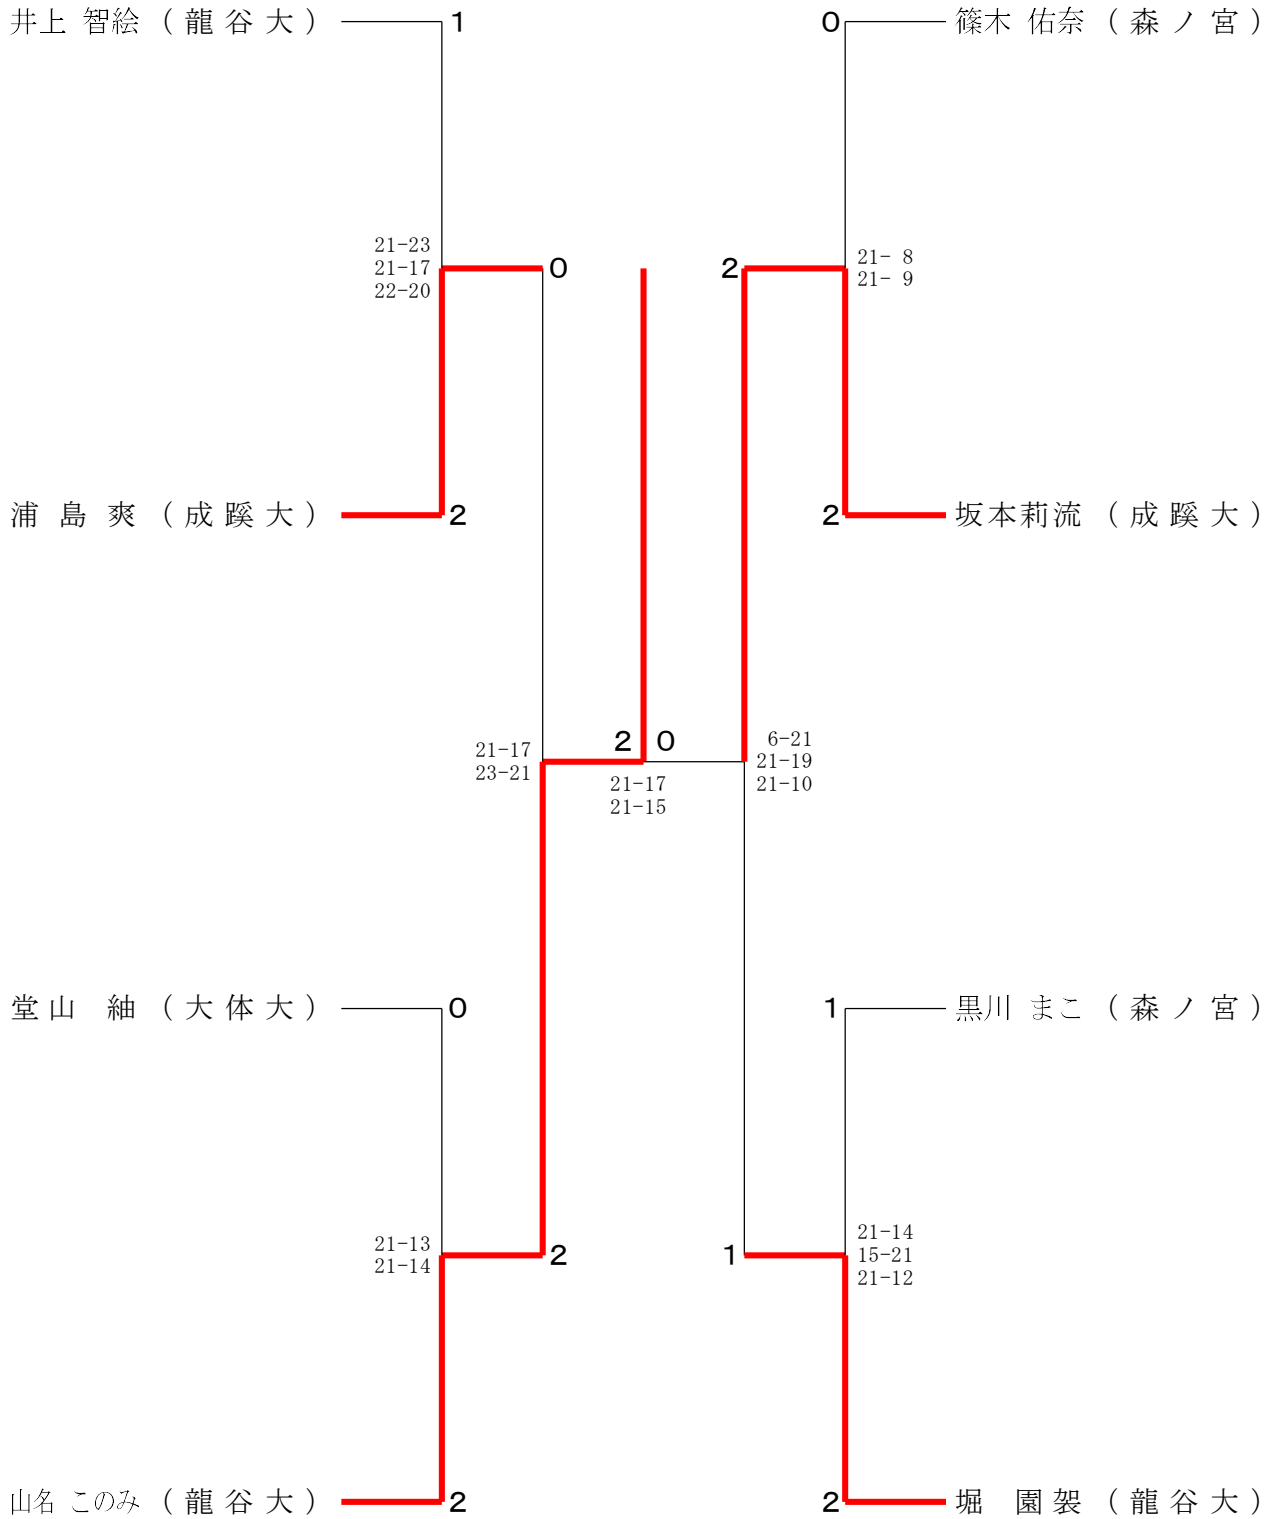 井上 智絵 (龍谷大) 1
0 篠木 佑奈 (森ノ宮)
21-23
21-17
22-20
0
2
21- 8
21- 9
浦島爽 (成蹊大) 2
2 坂本莉流 (成蹊大)
21-17
23-21
2 0
21-17
21-15
6-21
21-19
21-10
堂山 紬 (大体大) 0
1 黒川 まこ (森ノ宮)
21-13
21-14
2
1
21-14
15-21
21-12
山名 このみ (龍谷大) 2
2 堀 園袈 (龍谷大)